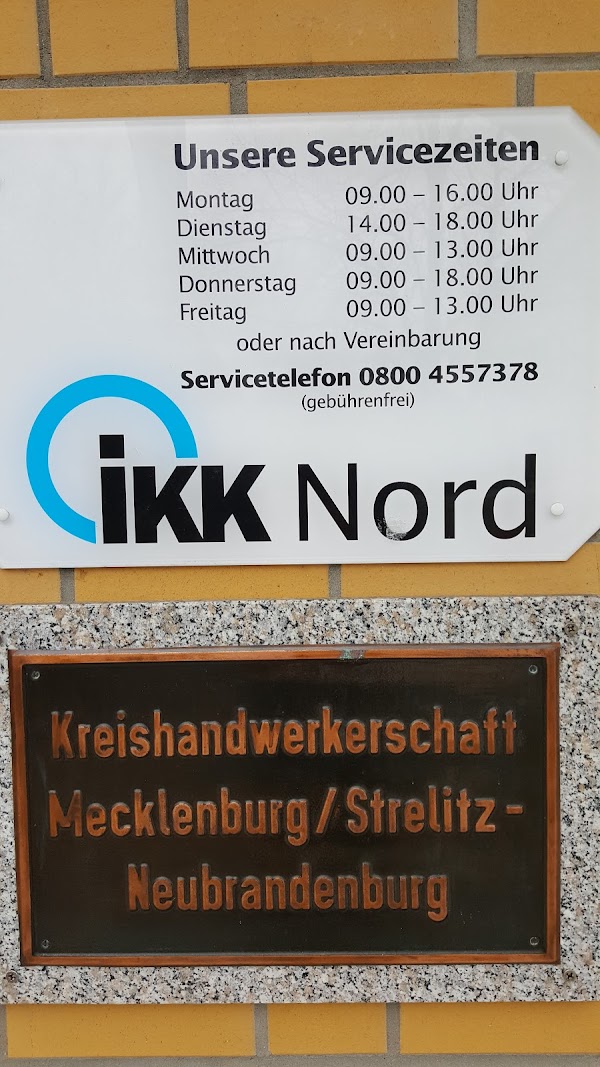 Unsere Servicezeiten
Montag 09.00 – 16.00 Uhr
Dienstag 14.00 – 18.00 Uhr
Mittwoch 09.00 – 13.00 Uhr
Donnerstag 09.00 – 18.00 Uhr
Freitag 09.00 – 13.00 Uhr
oder nach Vereinbarung
Servicetelefon 0800 4557378
(gebührenfrei)
iKK Nord
Kreishandwerkerschaft
Mecklenburg/Strelitz-
Neubrandenburg